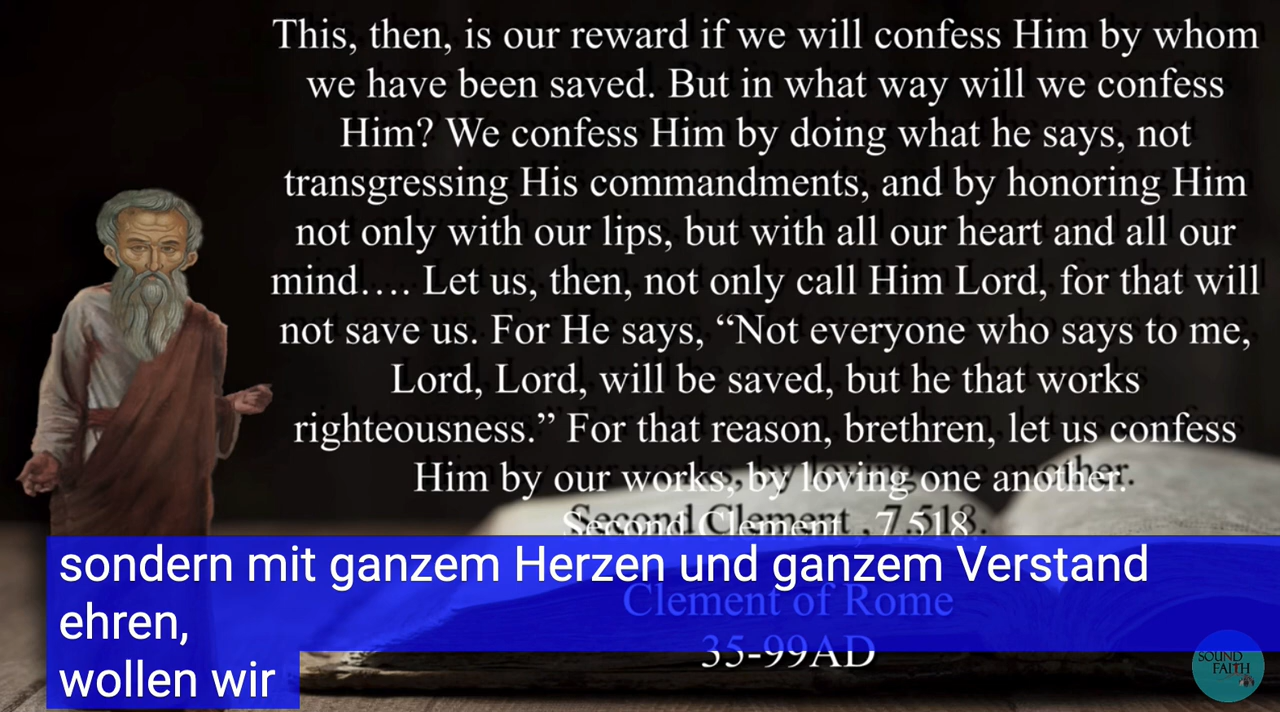 This, then, is our reward if we will confess Him by whom
we have been saved. But in what way will we confess
Him? We confess Him by doing what he says, not
transgressing His commandments, and by honoring Him
not only with our lips, but with all our heart and all our
mind…. Let us, then, not only call Him Lord, for that will
not save us. For He says, “Not everyone who says to me,
Lord, Lord, will be saved, but he that works
righteousness.” For that reason, brethren, let us confess
Him by our works, by loving one another.
Second Clement , 7.518.
Clement of Rome
35-99AD
sondern mit ganzem Herzen und ganzem Verstand
ehren,
wollen wir
SOUND
FAITH